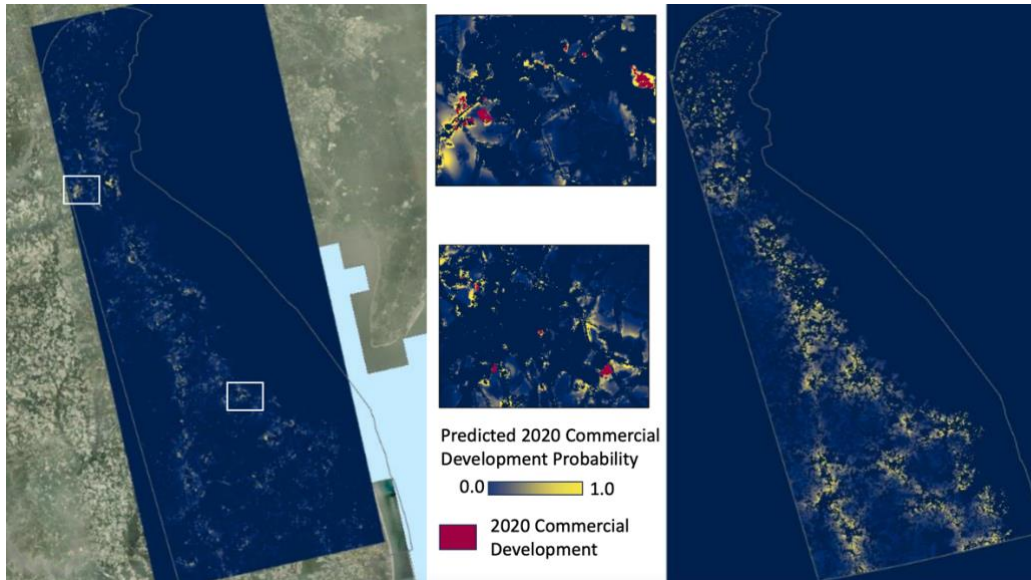 Predicted 2020 Commercial
Development Probability
0.0 1.0
2020 Commercial
Development